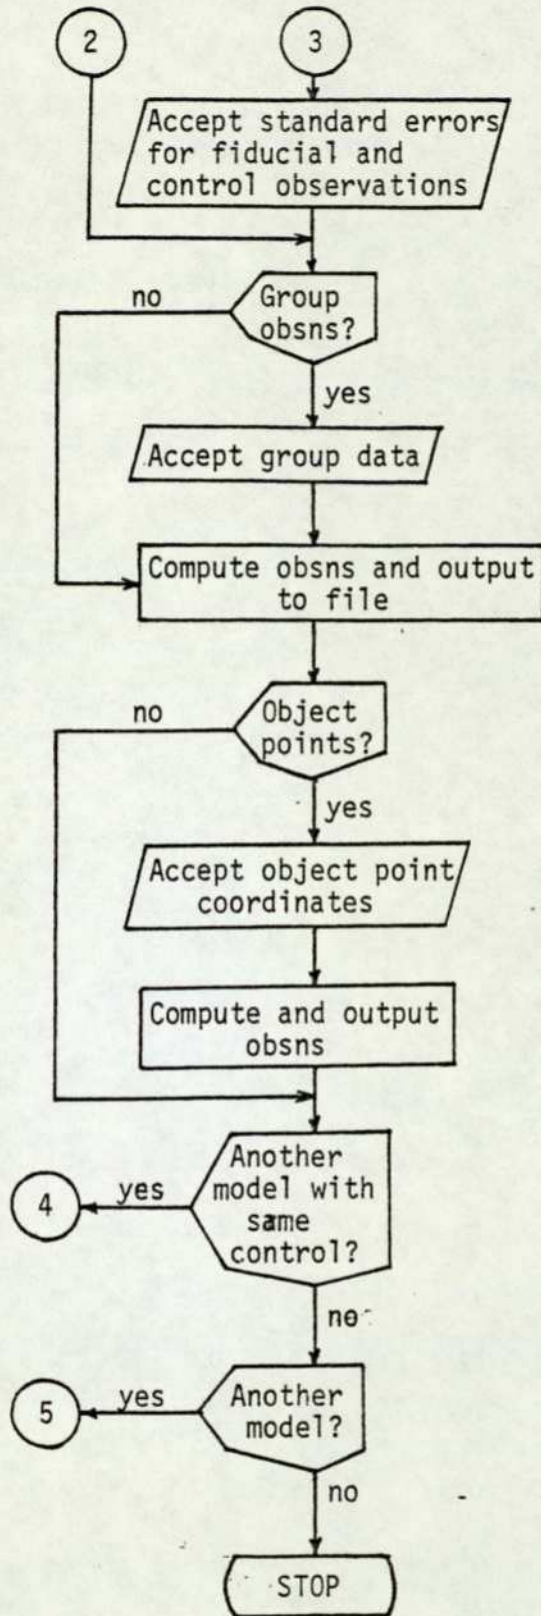 2
3
Accept standard errors
for fiducial and
control observations
no
Group
obsns?
yes
Accept group data
Compute obsns and output
to file
no
Object
points?
yes
Accept object point
coordinates
Compute and output
obsns
4
yes
Another
model with
same
control?
no
5
yes
Another
model?
no
STOP